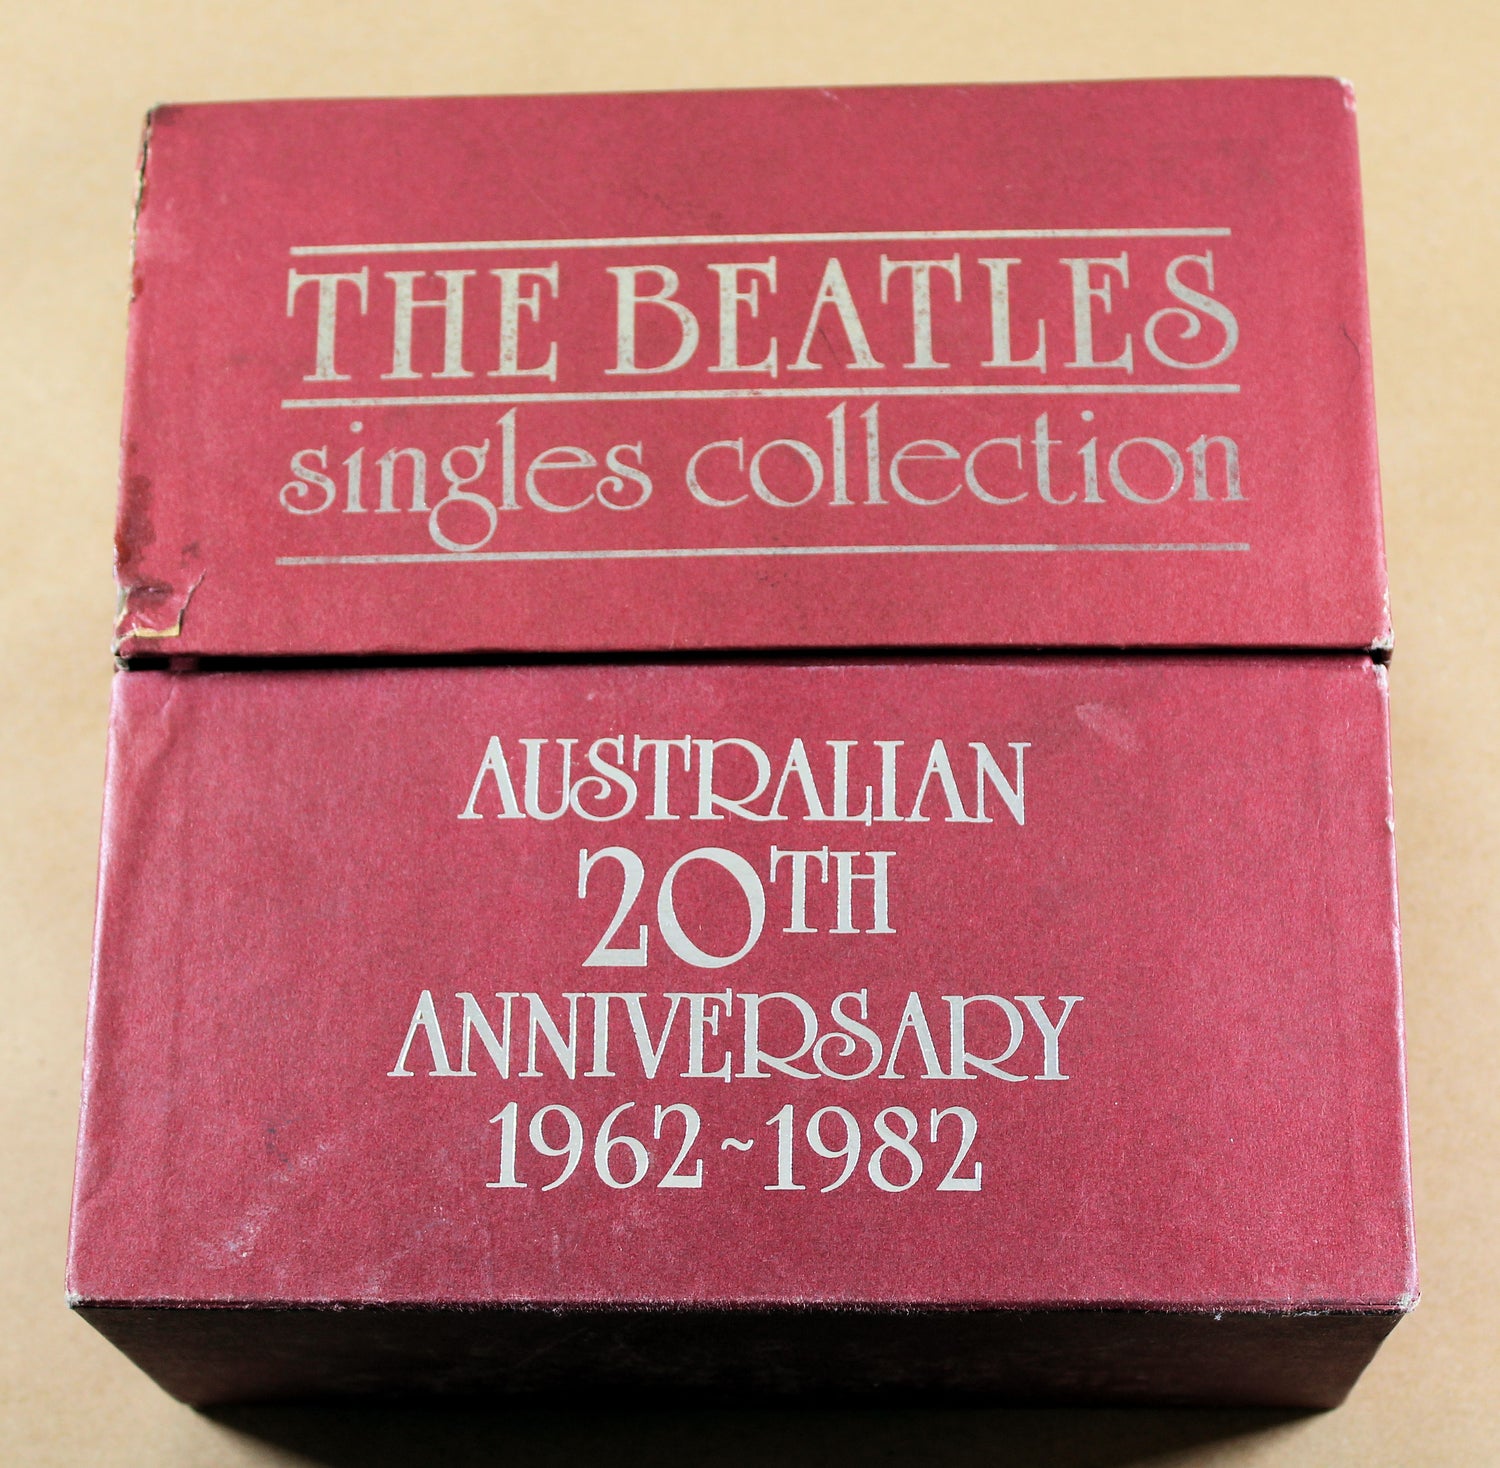 THE BEATLES
singles collection
AUSTRALIAN
20TH
ANNIVERSARY
1962~1982